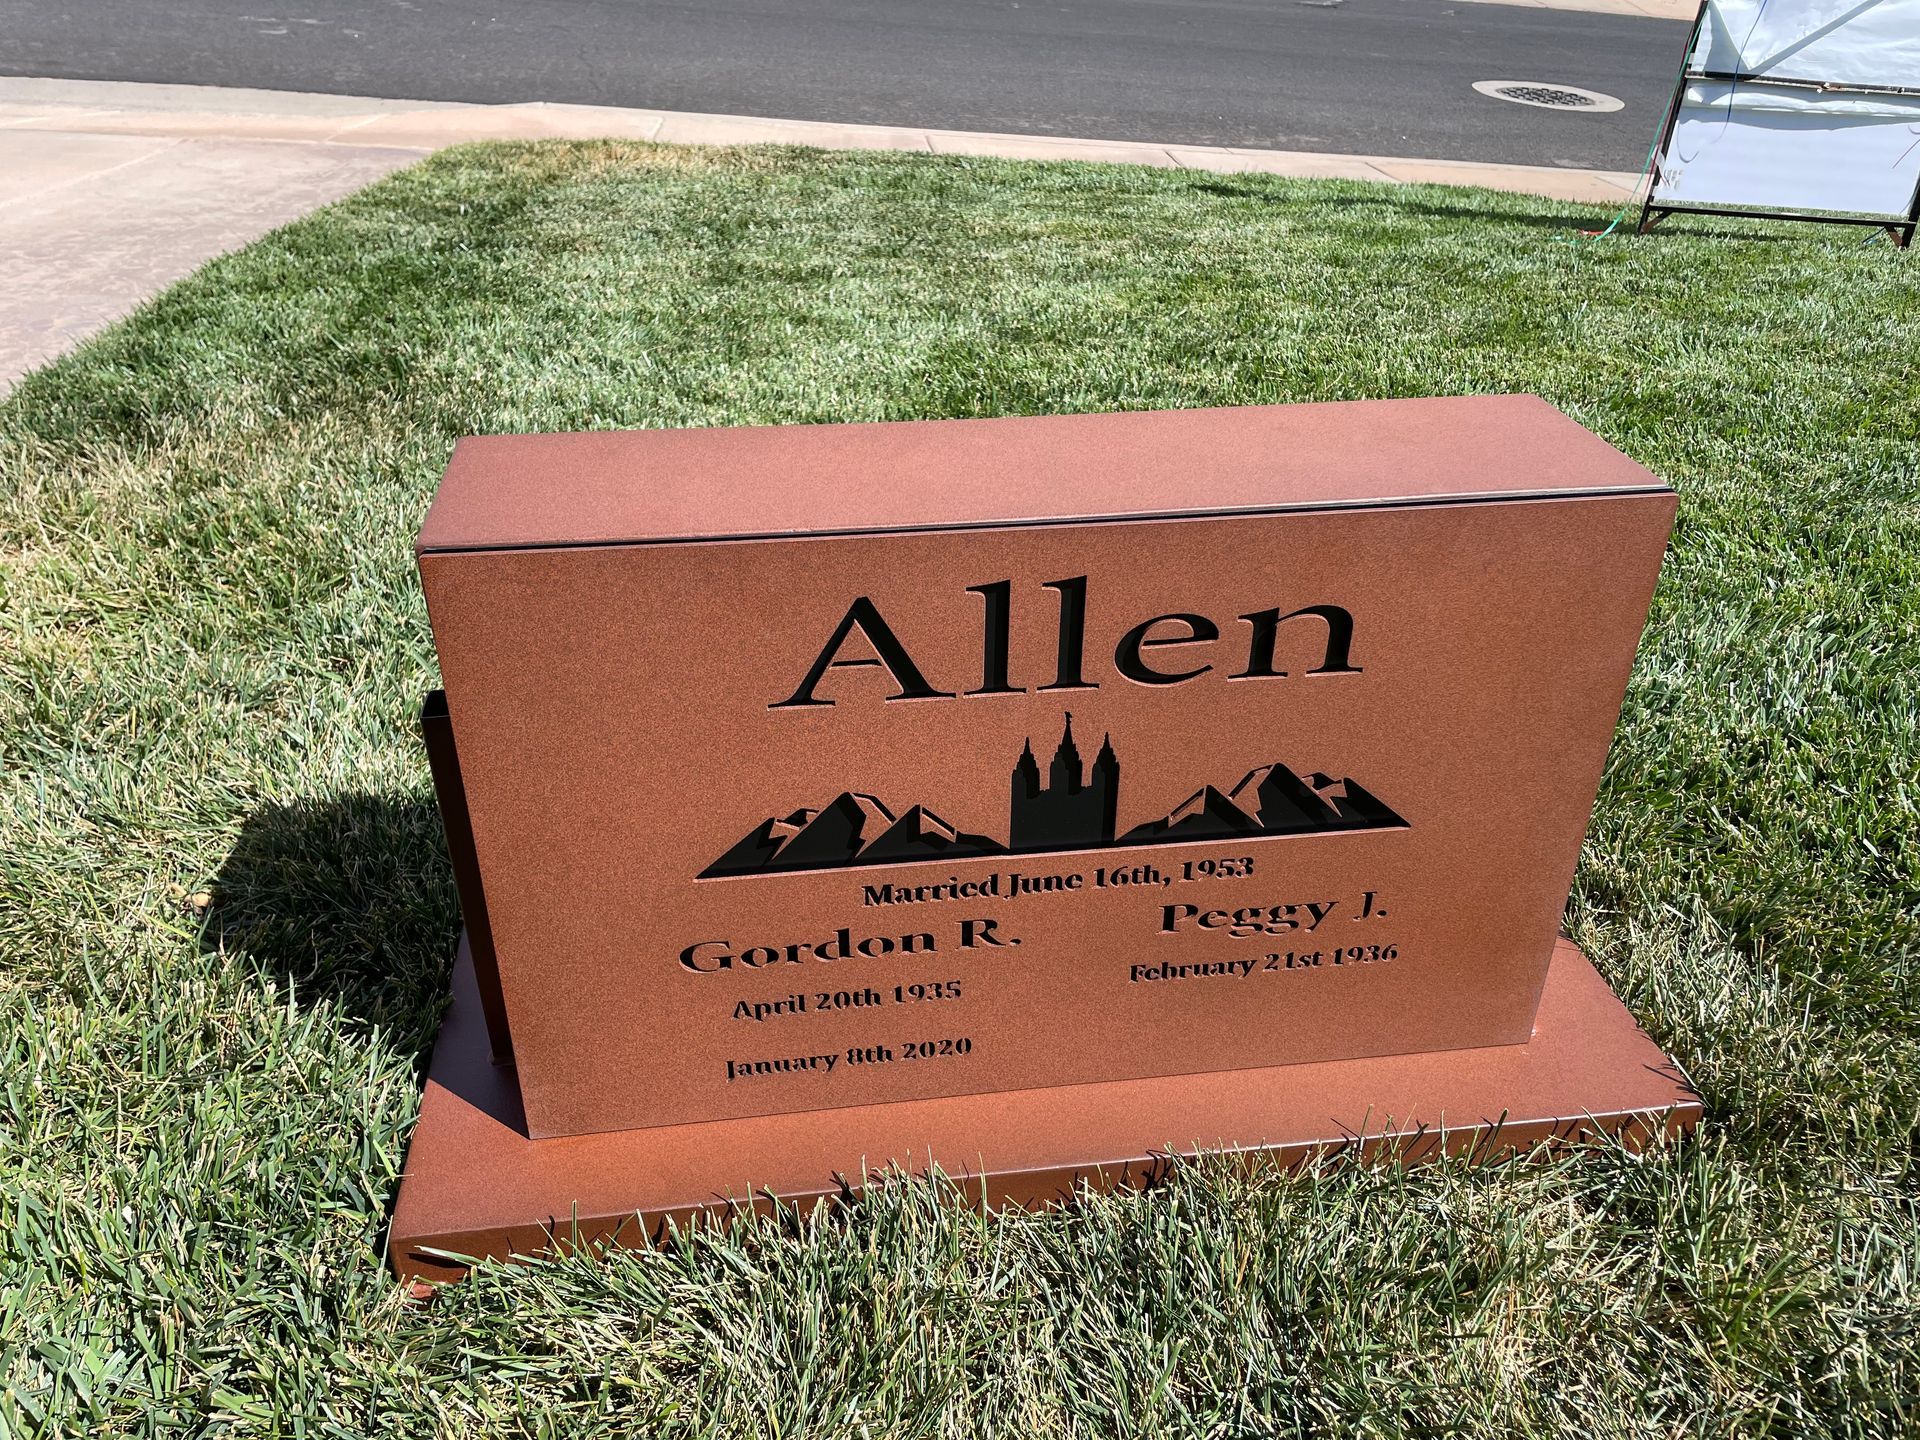 Allen
Married June 16th, 1953
Gordon R.
April 20th 1935
January 8th 2020
Peggy J.
February 21st 1936